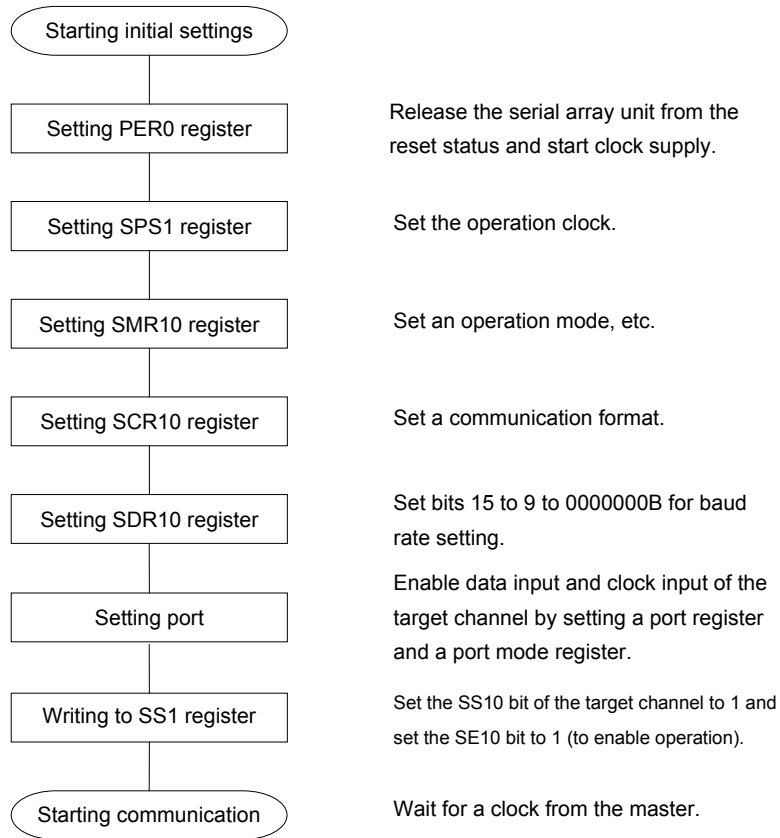 Starting initial settings
Setting PER0 register
Release the serial array unit from the
reset status and start clock supply.
Setting SPS1 register
Set the operation clock.
Setting SMR10 register
Set an operation mode, etc.
Setting SCR10 register
Set a communication format.
Setting SDR10 register
Set bits 15 to 9 to 0000000B for baud
rate setting.
Setting port
Enable data input and clock input of the
target channel by setting a port register
and a port mode register.
Writing to SS1 register
Set the SS10 bit of the target channel to 1 and
set the SE10 bit to 1 (to enable operation).
Starting communication
Wait for a clock from the master.